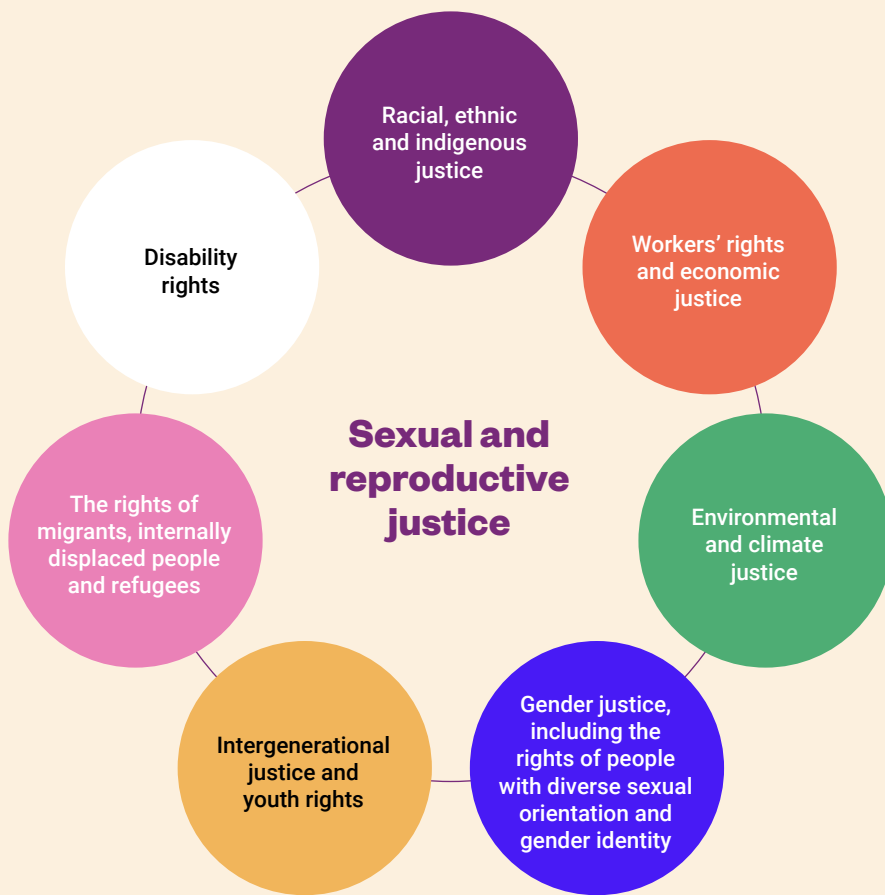 Racial, ethnic
and indigenous
justice
Workers’ rights
and economic
justice
Disability
rights
Sexual and
reproductive
justice
Environmental
and climate
justice
The rights of
migrants, internally
displaced people
and refugees
Gender justice,
including the
rights of people
with diverse sexual
orientation and
gender identity
Intergenerational
justice and
youth rights